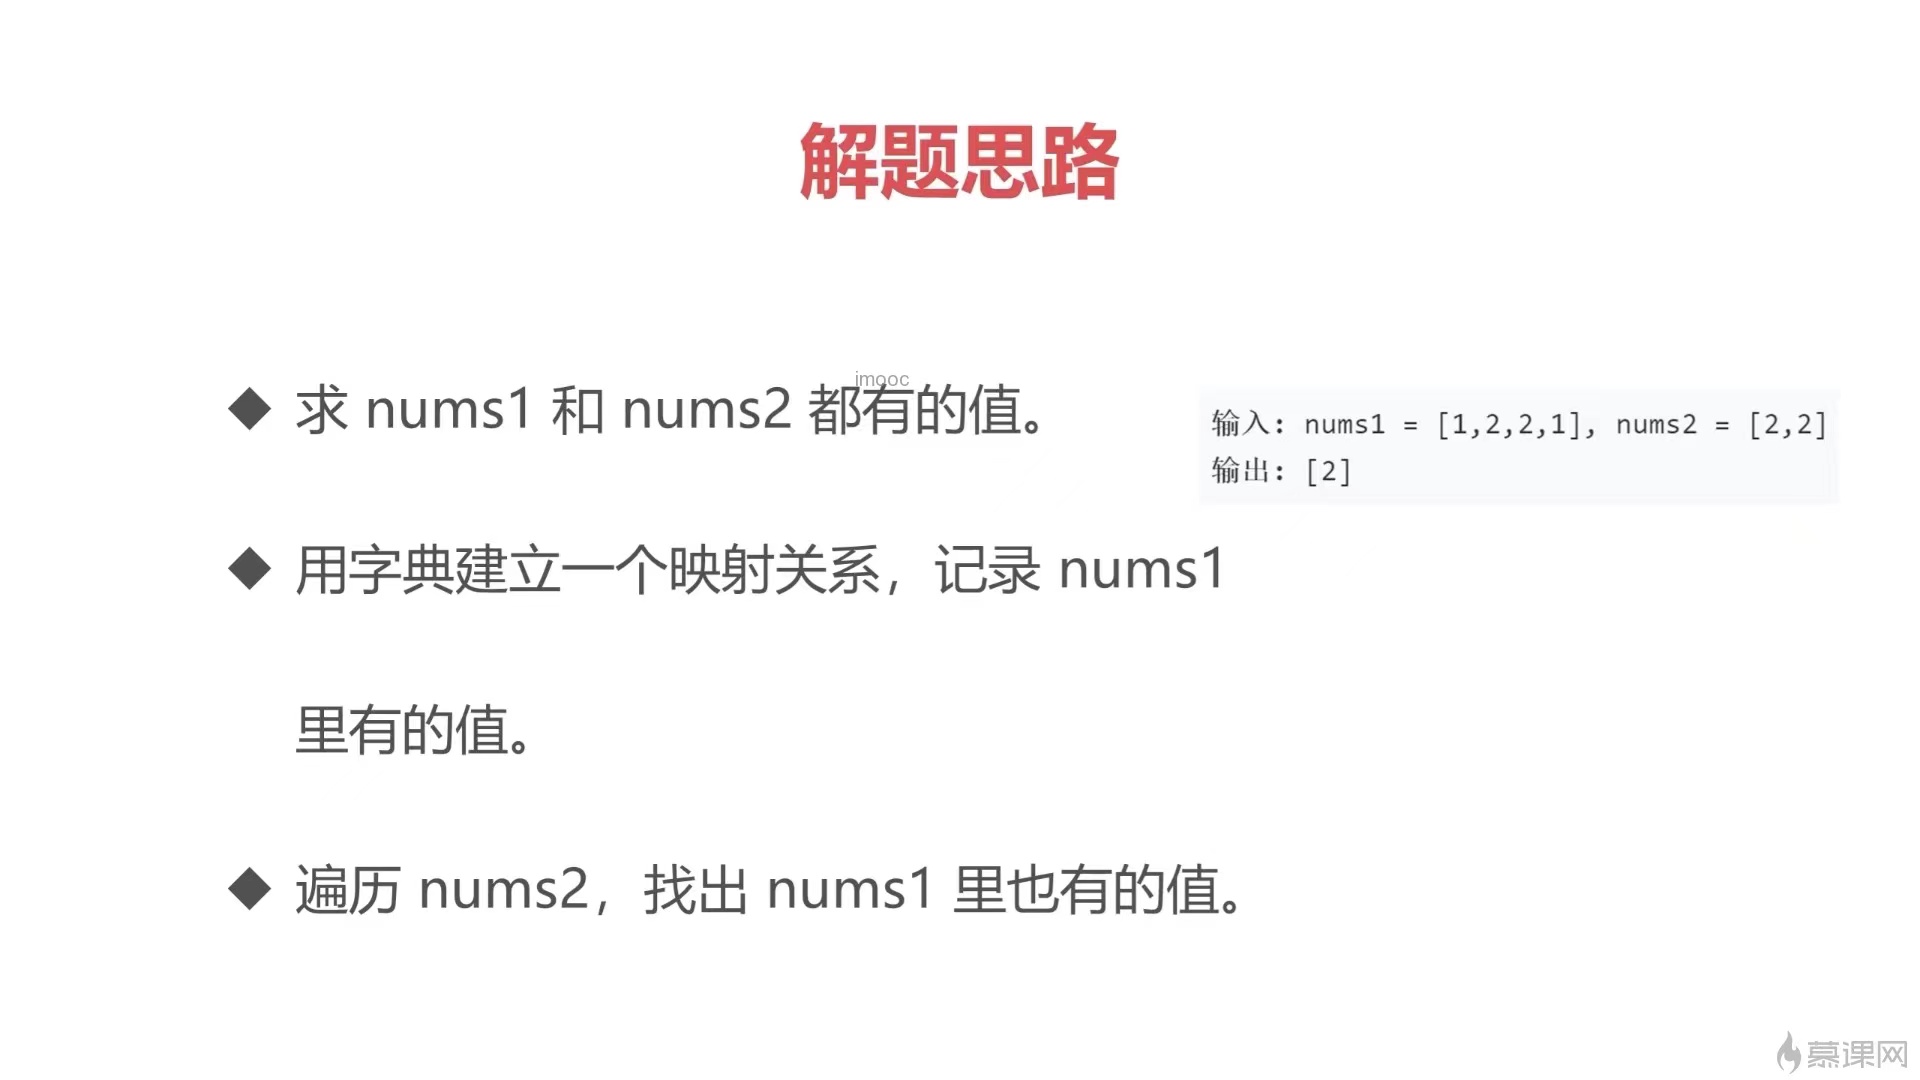 解题思路
imooc
◆ 求 nums1 和 nums2 都有的值。
输入: nums1 = [1,2,2,1], nums2 = [2,2]
输出: [2]
◆ 用字典建立一个映射关系，记录 nums1
里有的值。
◆ 遍历 nums2，找出 nums1 里也有的值。
慕课网